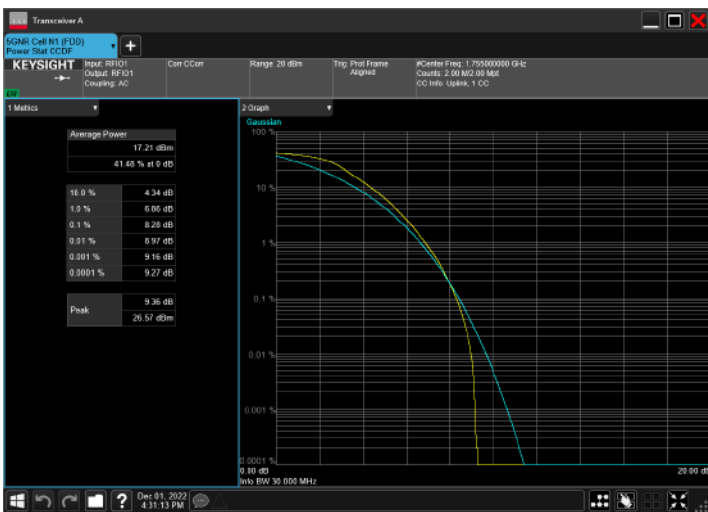 Transceiver A
5GNR Cell N1 (FDD)
Power Stat CCDF
KEYSIGHT
Input: RFIO1
Output: RFIO1
Coupling: AC
Corr CCorr
Range: 20 dBm
Trig: Prot Frame
Aligned
#Center Freq: 1.755000000 GHz
Counts: 2.00 M/2.00 Mpt
CC Info: Uplink, 1 CC
1 Metrics
Average Power
17.21 dBm
41.48 % at 0 dB
10.0 % 4.34 dB
1.0 %
0.1 % 8.28 dB
0.01 % 8.97 dB
0.001 % 9.16 dB
0.0001 % 9.27 dB
Peak
9.36 dB
26.57 dBm
2 Graph
Gaussian
100 %
10 %
1 %
0.1 %
0.01 %
0.001 %
0.0001 %
0.00 dB
20.00 dB
Info BW 30.000 MHz
Dec 01, 2022
4:31:13 PM